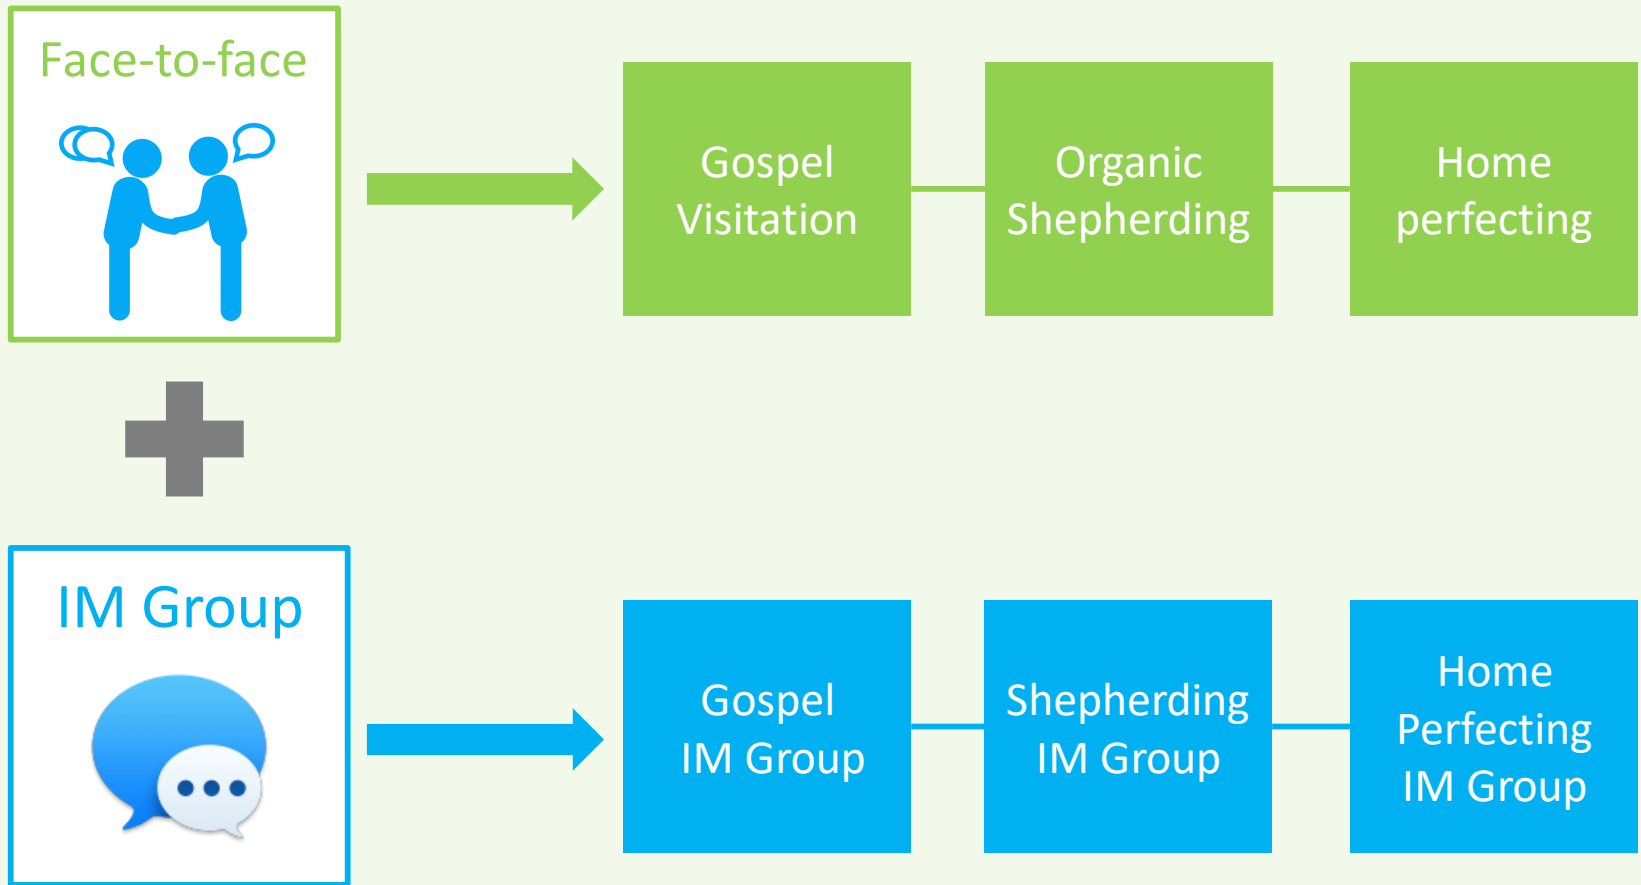 Face-to-face
Gospel
Visitation
Organic
Shepherding
Home
perfecting
IM Group
Gospel
IM Group
Shepherding
IM Group
Home
Perfecting
IM Group